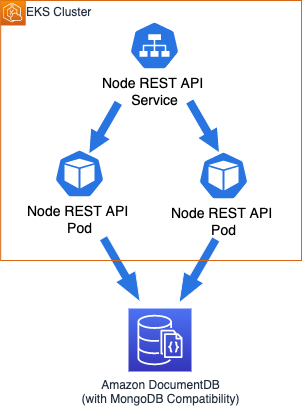 EKS Cluster
Node REST API
Service
Node REST API
Pod
Node REST API
Pod
Amazon DocumentDB
(with MongoDB Compatibility)